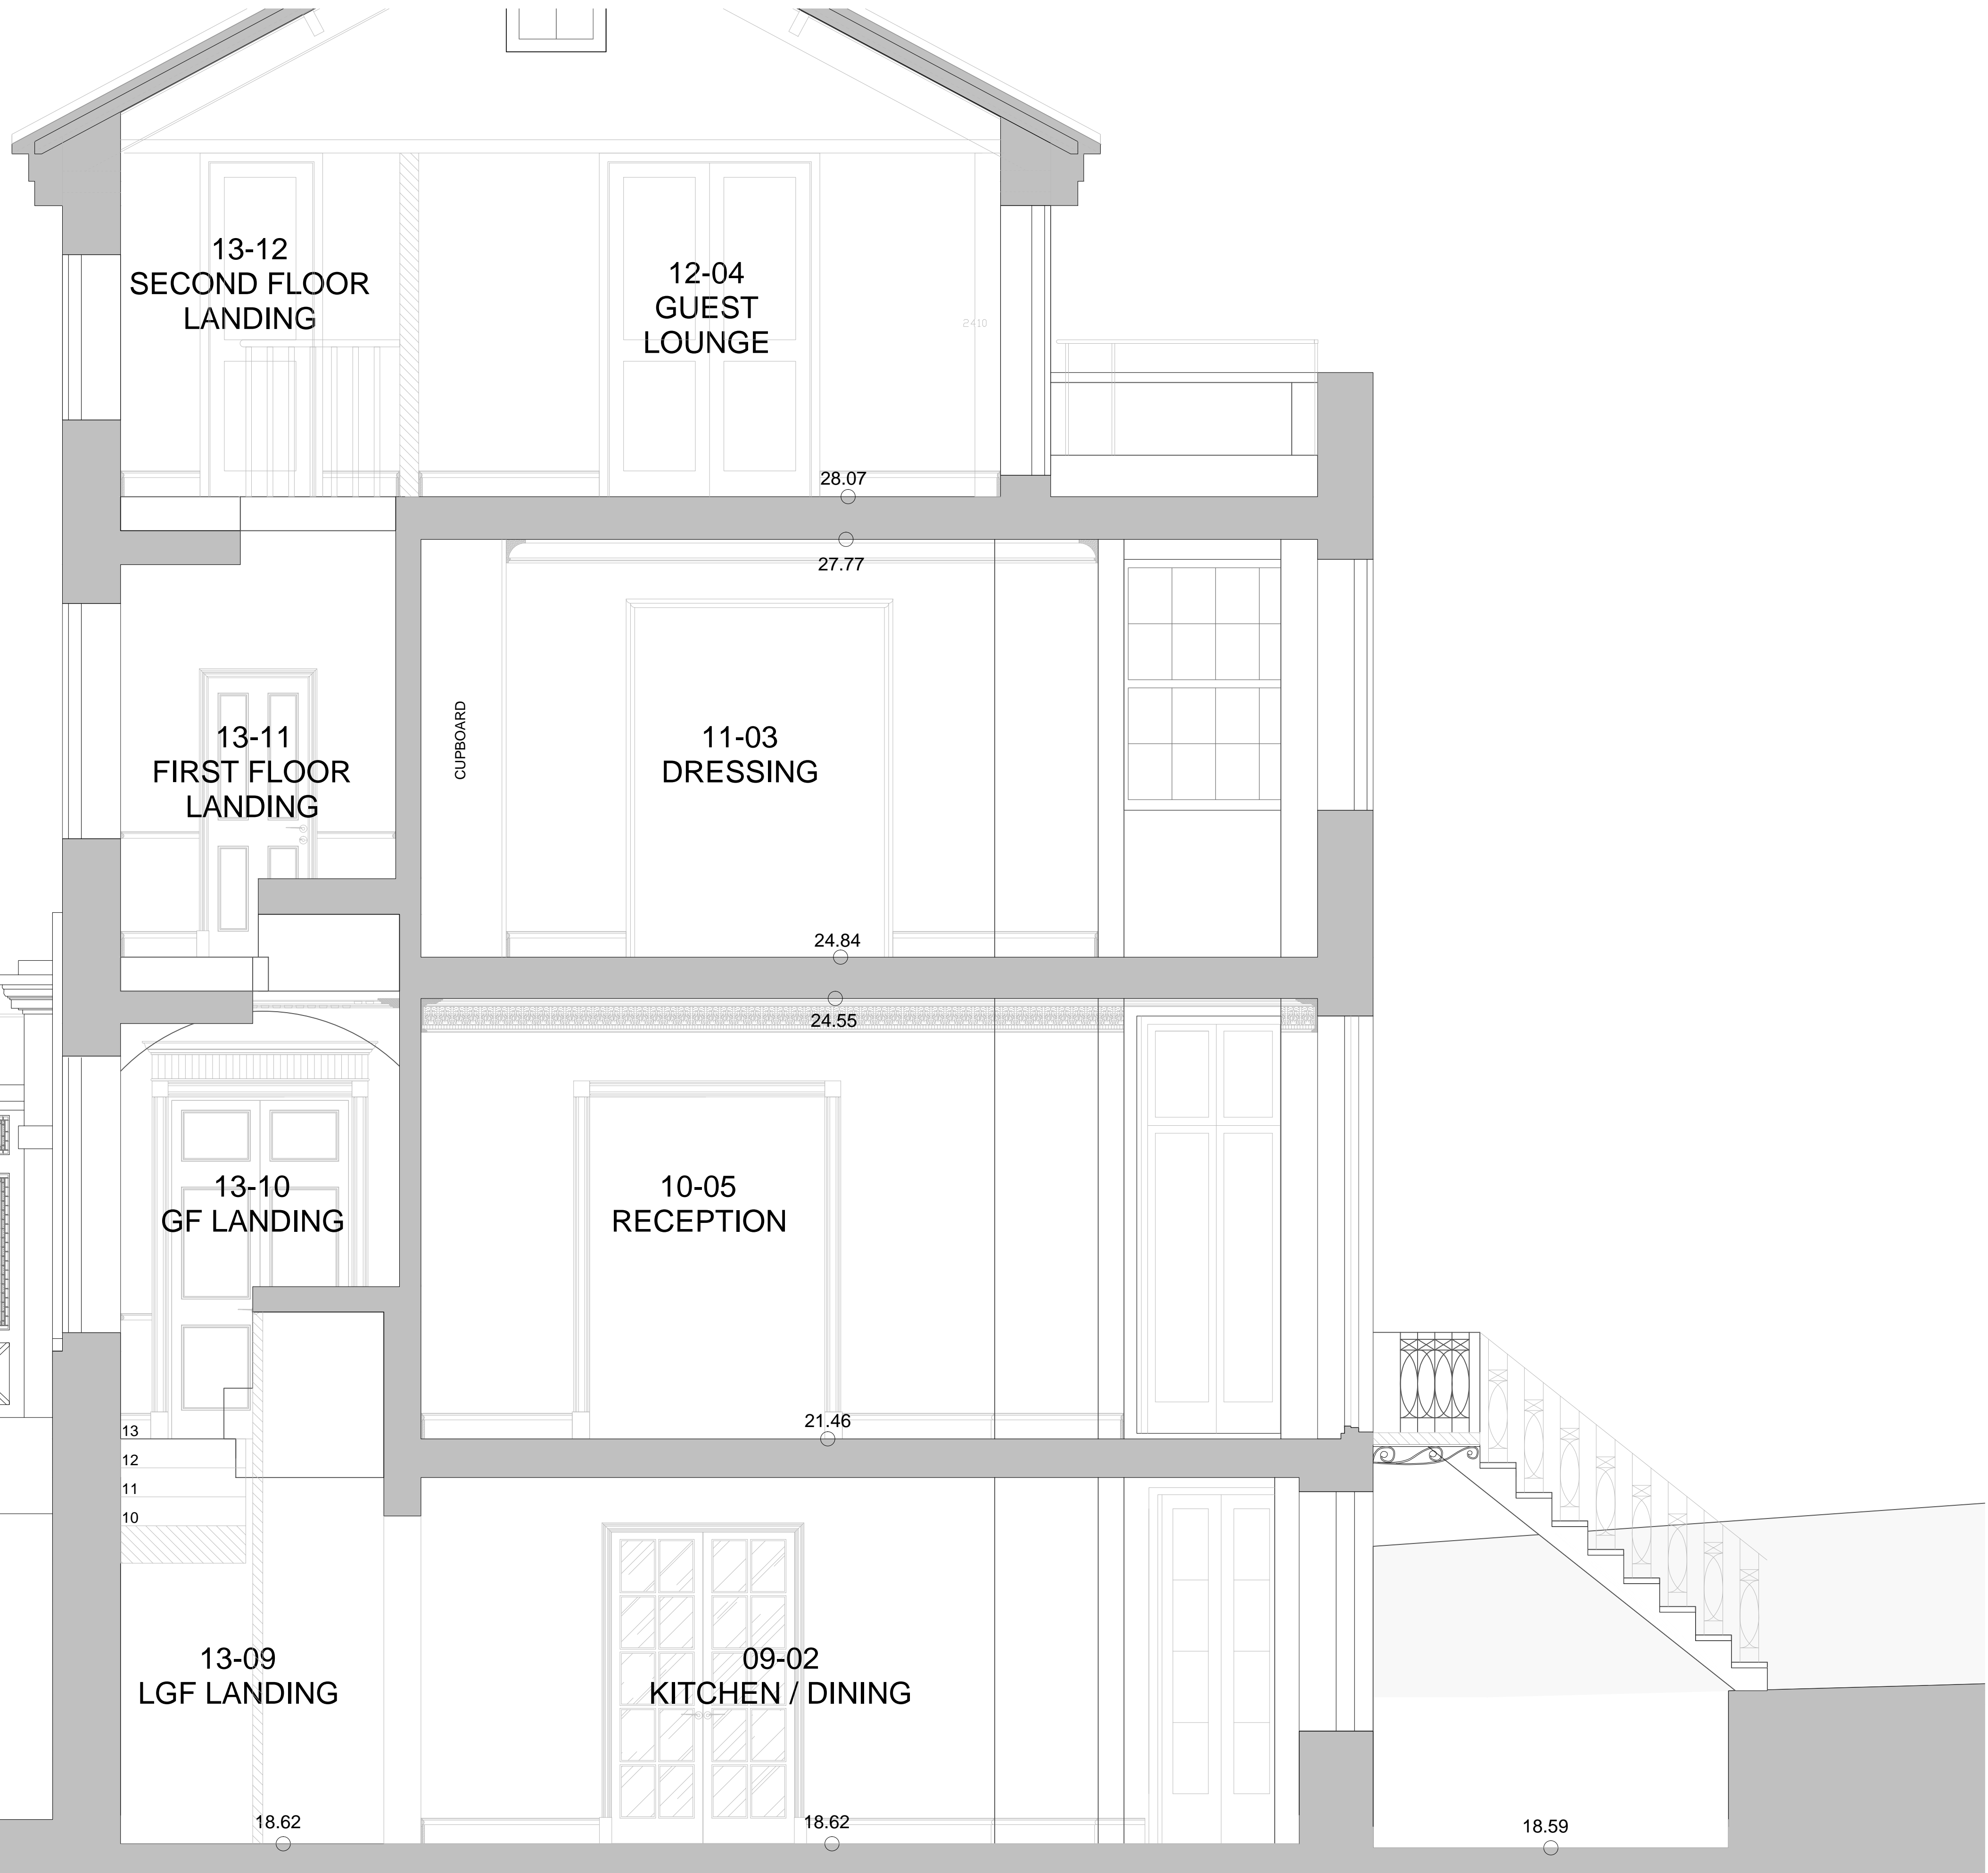 13-12
SECOND FLOOR
LANDING
12-04
GUEST
LOUNGE
2410
28.07
27.77
13-11
FIRST FLOOR
LANDING
CUPBOARD
11-03
DRESSING
24.84
24.55
13-10
GF LANDING
10-05
RECEPTION
21.46
13
12
11
10
13-09
LGF LANDING
09-02
KITCHEN / DINING
18.62
18.62
18.59